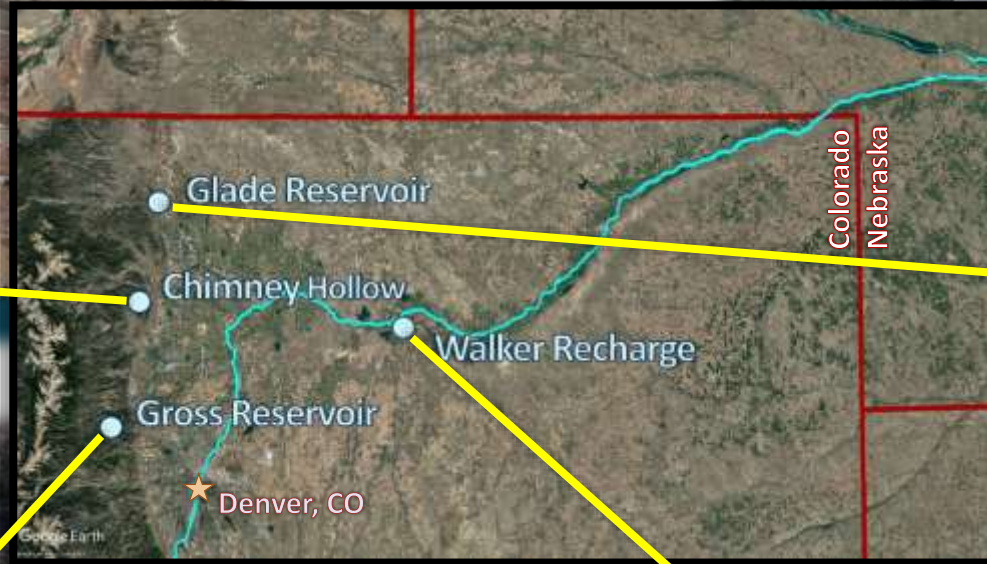 Colorado
Nebraska
Glade Reservoir
Chimney Hollow
Walker Recharge
Gross Reservoir
Denver, CO
Google Earth